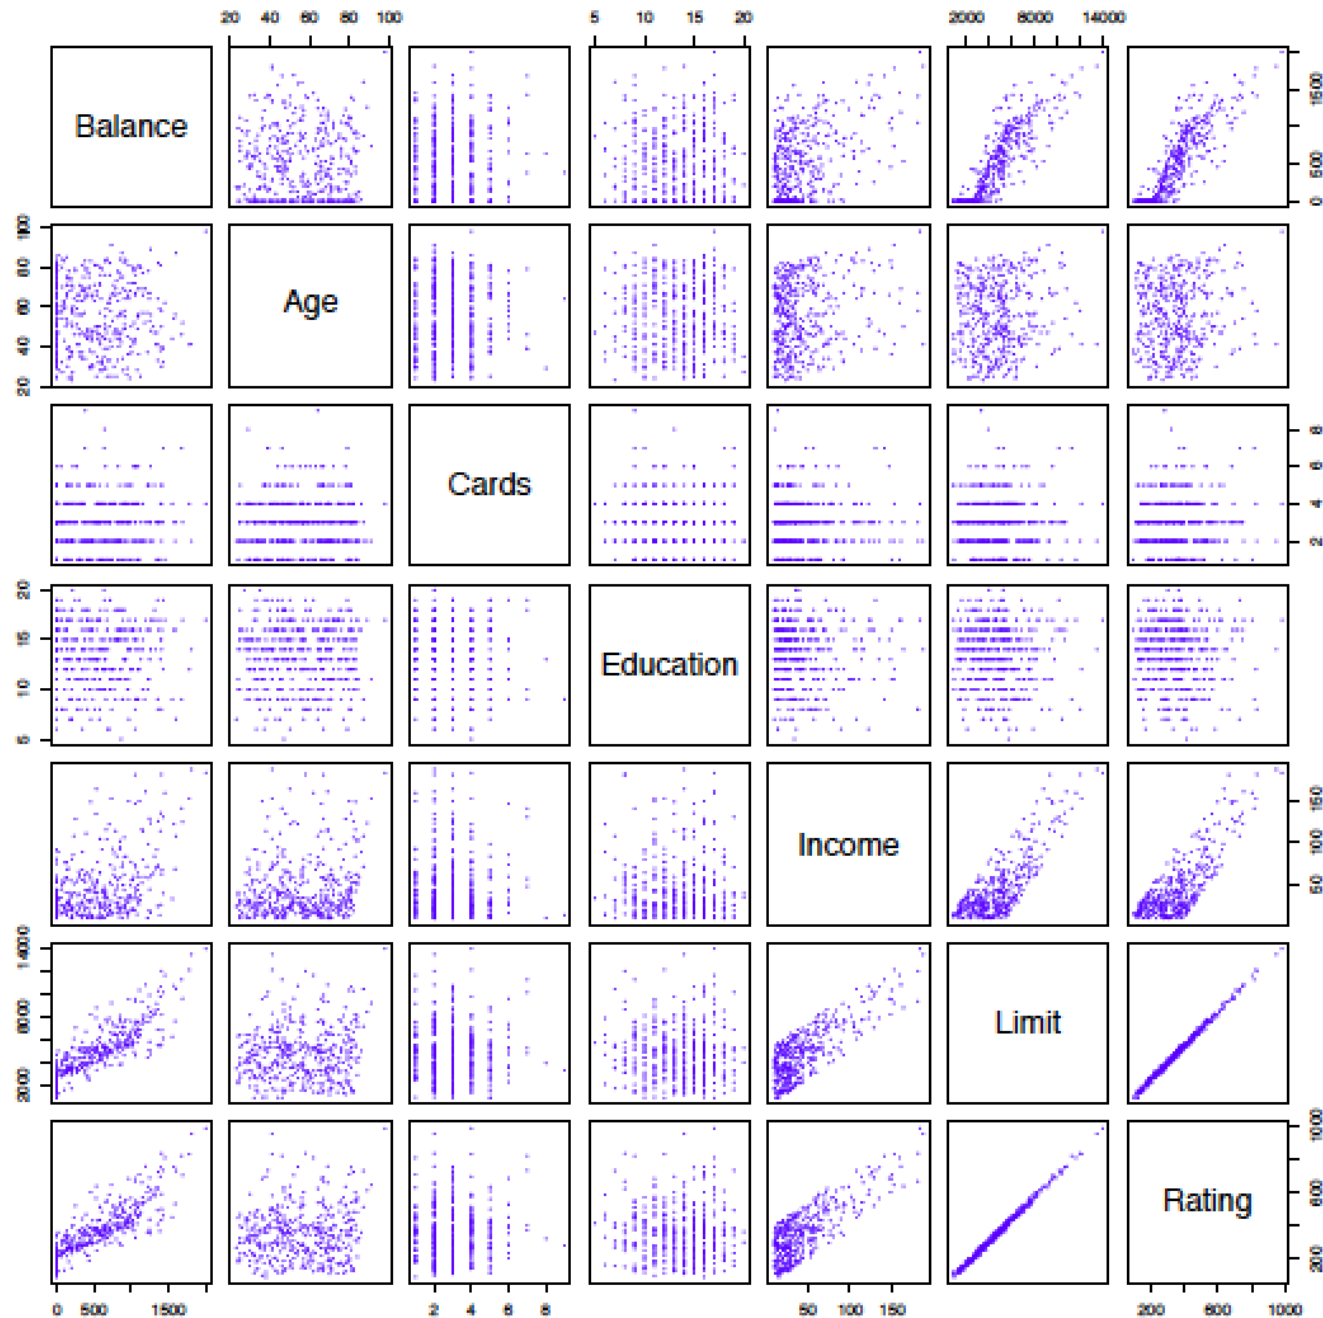 20 40 60 80 100 5 10 15 20 2000 8000 14000
Balance
0 500 1500
20 40 60 80 100
Age
Cards
2 4 6 8
5 10 15 20
Education
Income
50 100 150
2000 8000 14000
Limit
Rating
200 600 1000
0 500 1500 2 4 6 8 50 100 150 200 600 1000